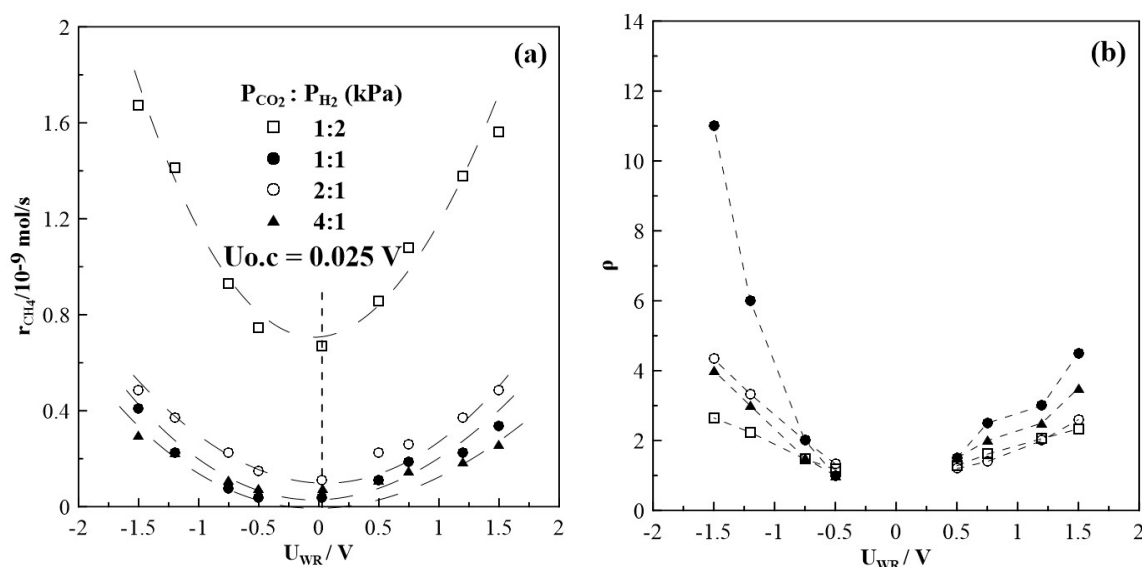 (a)
2
1.6
1.2
0.8
0.4
0
r_CH4/10^-9 mol/s
P_CO2 : P_H2 (kPa)
1:2
1:1
2:1
4:1
Uo.c = 0.025 V
-2 -1.5 -1 -0.5 0 0.5 1 1.5 2
U_WR / V
(b)
14
12
10
8
6
4
2
0
ρ
-2 -1.5 -1 -0.5 0 0.5 1 1.5 2
U_WR / V